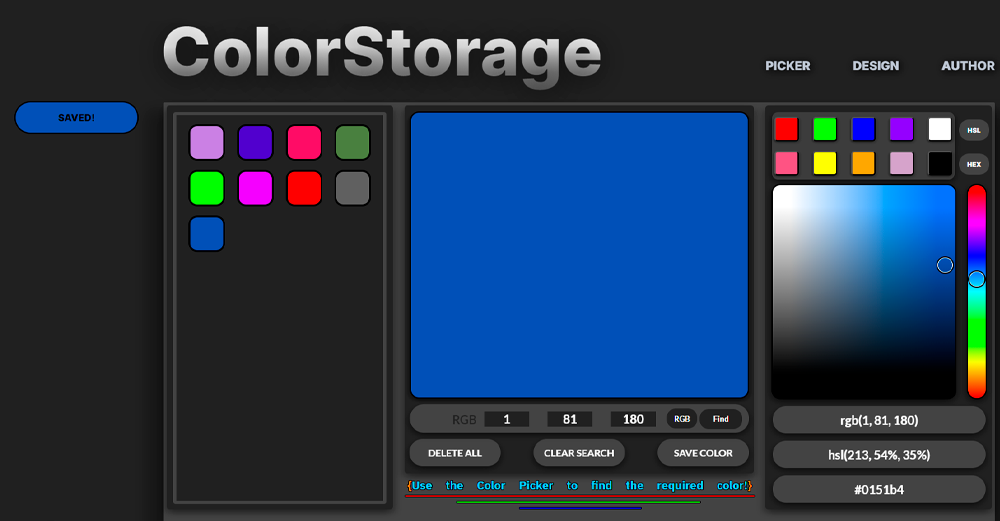 ColorStorage
PICKER DESIGN AUTHOR
SAVED!
HSL
HEX
RGB 1 81 180 RGB Find
DELETE ALL CLEAR SEARCH SAVE COLOR
{Use the Color Picker to find the required color!}
rgb(1, 81, 180)
hsl(213, 54%, 35%)
#0151b4